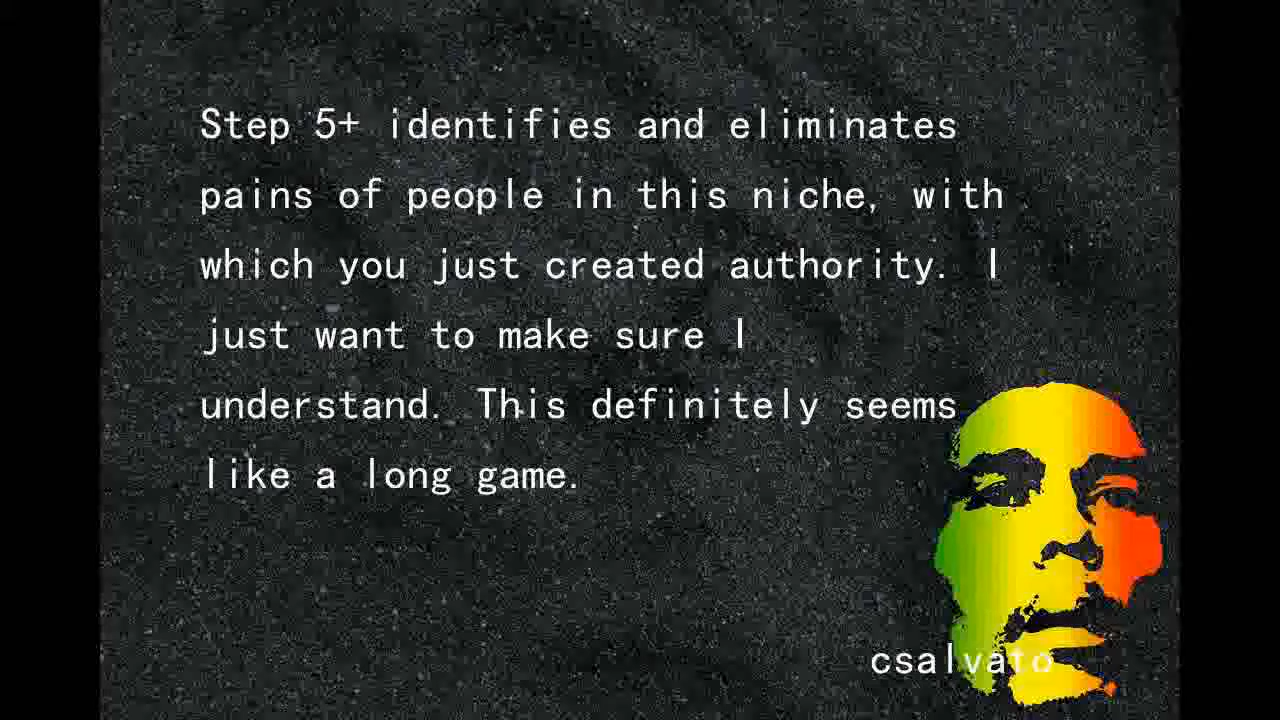 Step 5+ identifies and eliminates
pains of people in this niche, with
which you just created authority.  I
just want to make sure I
understand.  This definitely seems
like a long game.
csalvato